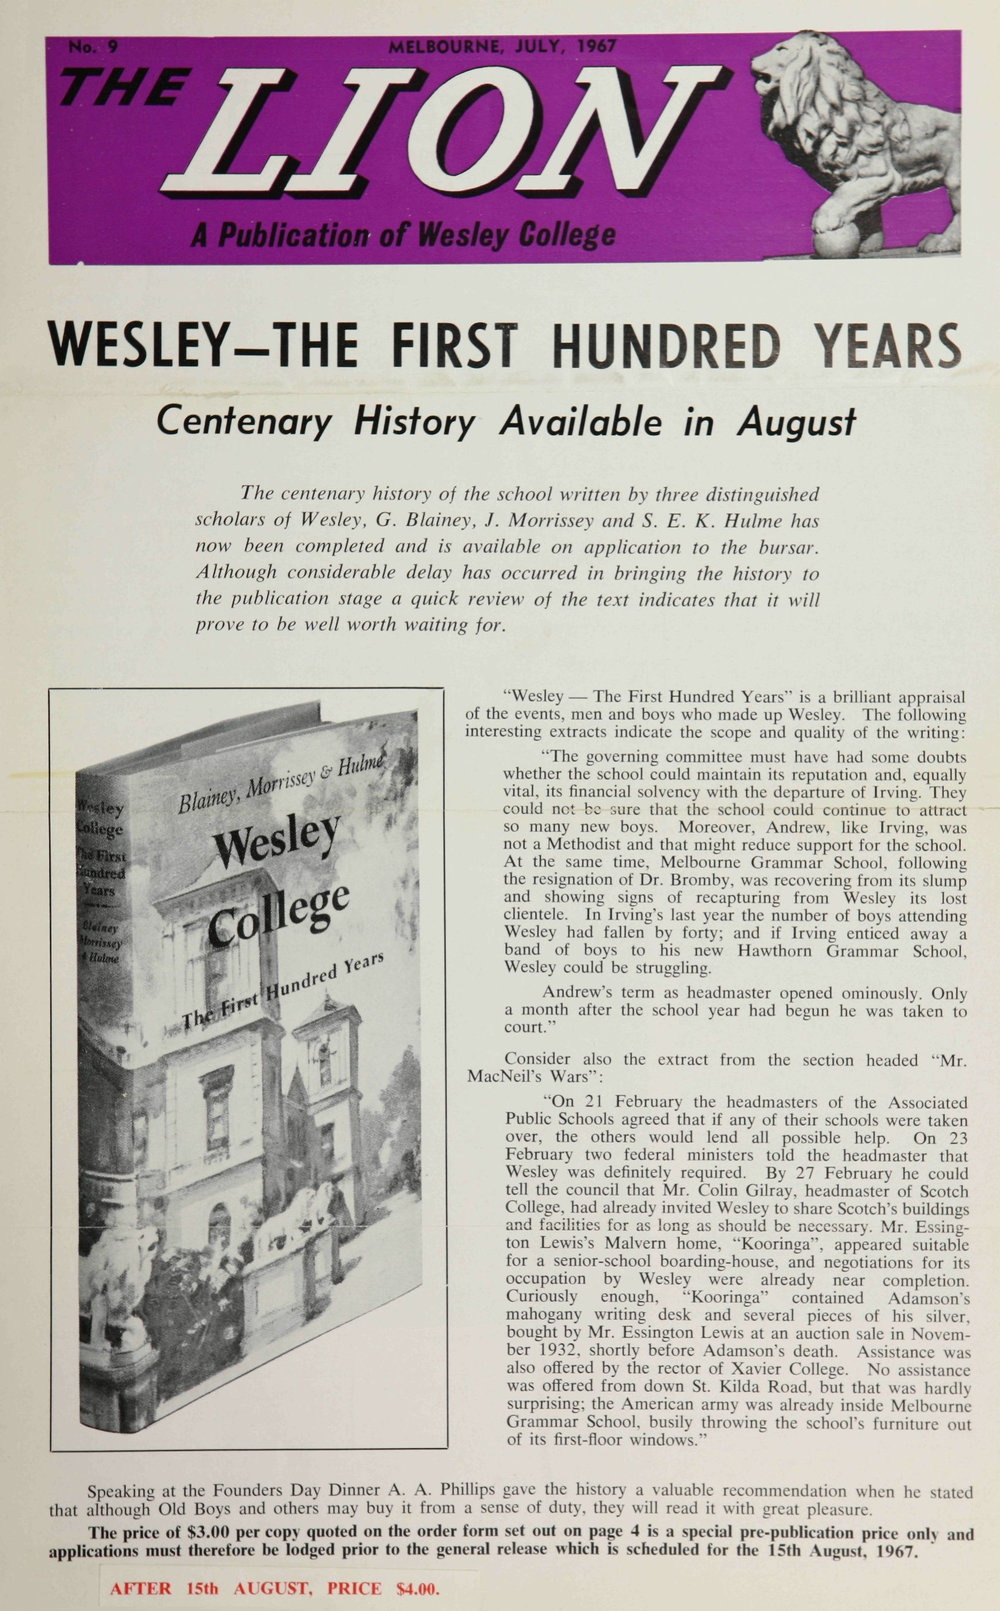 No. 9
MELBOURNE, JULY, 1967
THE LION
A Publication of Wesley College
WESLEY—THE FIRST HUNDRED YEARS
Centenary History Available in August
The centenary history of the school written by three distinguished
scholars of Wesley, G. Blainey, J. Morrissey and S. E. K. Hulme has
now been completed and is available on application to the bursar.
Although considerable delay has occurred in bringing the history to
the publication stage a quick review of the text indicates that it will
prove to be well worth waiting for.
Wesley
College
The First
Hundred
Years
Blainey
Morrissey
& Hulme
Blainey, Morrissey & Hulme
Wesley
College
The First Hundred Years
“Wesley — The First Hundred Years” is a brilliant appraisal
of the events, men and boys who made up Wesley. The following
interesting extracts indicate the scope and quality of the writing:
“The governing committee must have had some doubts
whether the school could maintain its reputation and, equally
vital, its financial solvency with the departure of Irving. They
could not be sure that the school could continue to attract
so many new boys. Moreover, Andrew, like Irving, was
not a Methodist and that might reduce support for the school.
At the same time, Melbourne Grammar School, following
the resignation of Dr. Bromby, was recovering from its slump
and showing signs of recapturing from Wesley its lost
clientele. In Irving's last year the number of boys attending
Wesley had fallen by forty; and if Irving enticed away a
band of boys to his new Hawthorn Grammar School,
Wesley could be struggling.
Andrew's term as headmaster opened ominously. Only
a month after the school year had begun he was taken to
court.”
Consider also the extract from the section headed “Mr.
MacNeil's Wars”:
“On 21 February the headmasters of the Associated
Public Schools agreed that if any of their schools were taken
over, the others would lend all possible help. On 23
February two federal ministers told the headmaster that
Wesley was definitely required. By 27 February he could
tell the council that Mr. Colin Gilray, headmaster of Scotch
College, had already invited Wesley to share Scotch's buildings
and facilities for as long as should be necessary. Mr. Essing-
ton Lewis's Malvern home, “Kooringa”, appeared suitable
for a senior-school boarding-house, and negotiations for its
occupation by Wesley were already near completion.
Curiously enough, “Kooringa” contained Adamson's
mahogany writing desk and several pieces of his silver,
bought by Mr. Essington Lewis at an auction sale in Novem-
ber 1932, shortly before Adamson's death. Assistance was
also offered by the rector of Xavier College. No assistance
was offered from down St. Kilda Road, but that was hardly
surprising; the American army was already inside Melbourne
Grammar School, busily throwing the school's furniture out
of its first-floor windows.”
Speaking at the Founders Day Dinner A. A. Phillips gave the history a valuable recommendation when he stated
that although Old Boys and others may buy it from a sense of duty, they will read it with great pleasure.
The price of $3.00 per copy quoted on the order form set out on page 4 is a special pre-publication price only and
applications must therefore be lodged prior to the general release which is scheduled for the 15th August, 1967.
AFTER 15th AUGUST, PRICE $4.00.